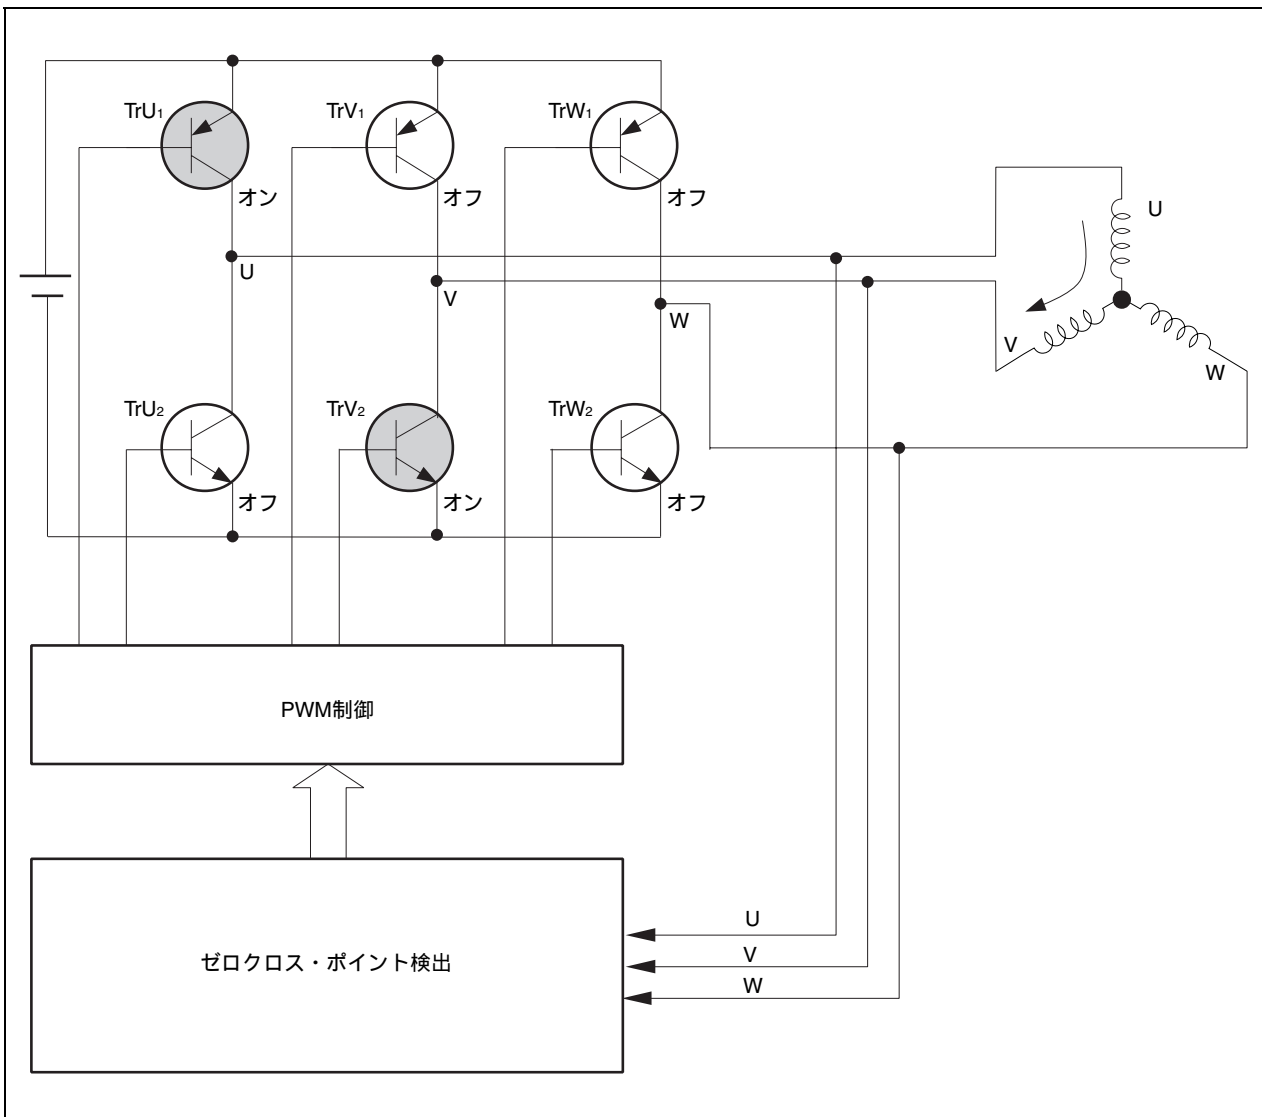 TrU1
TrV1
TrW1
オン
オフ
オフ
U
V
W
U
V
W
TrU2
TrV2
TrW2
オフ
オン
オフ
PWM制御
ゼロクロス・ポイント検出
U
V
W